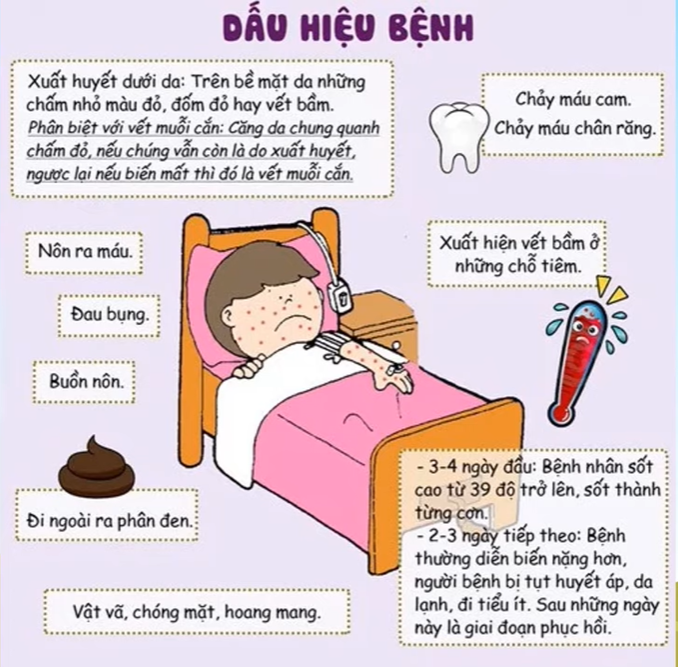 DẤU HIỆU BỆNH
Xuất huyết dưới da: Trên bề mặt da những
chấm nhỏ màu đỏ, đốm đỏ hay vết bầm.
Phân biệt với vết muỗi cắn: Căng da chung quanh
chấm đỏ, nếu chúng vẫn còn là do xuất huyết,
ngược lại nếu biến mất thì đó là vết muỗi cắn.
Chảy máu cam.
Chảy máu chân răng.
Nôn ra máu.
Xuất hiện vết bầm ở
những chỗ tiêm.
Đau bụng.
Buồn nôn.
Đi ngoài ra phân đen.
- 3-4 ngày đầu: Bệnh nhân sốt
cao từ 39 độ trở lên, sốt thành
từng cơn.
- 2-3 ngày tiếp theo: Bệnh
thường diễn biến nặng hơn,
người bệnh bị tụt huyết áp, da
lạnh, đi tiểu ít. Sau những ngày
này là giai đoạn phục hồi.
Vật vã, chóng mặt, hoang mang.